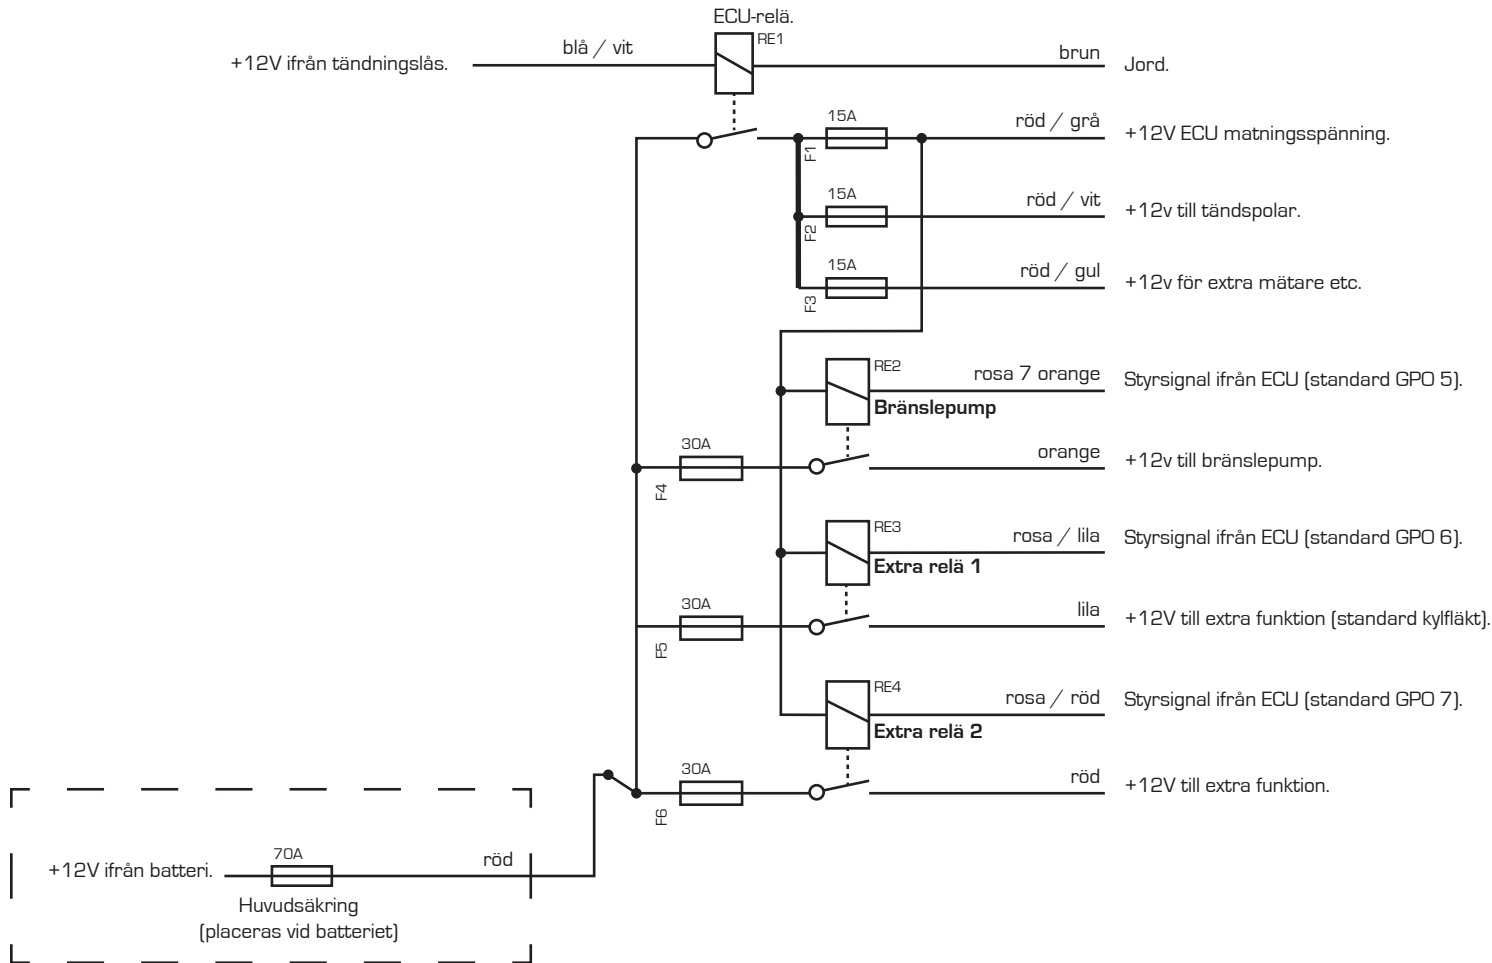 ECU-relä.
RE1
+12V ifrån tändningslås.
blå / vit
brun
Jord.
15A
F1
röd / grå
+12V ECU matningsspänning.
15A
F2
röd / vit
+12v till tändspolar.
15A
F3
röd / gul
+12v för extra mätare etc.
RE2
rosa 7 orange
Styrsignal ifrån ECU (standard GPO 5).
Bränslepump
30A
F4
orange
+12v till bränslepump.
RE3
rosa / lila
Styrsignal ifrån ECU (standard GPO 6).
Extra relä 1
30A
F5
lila
+12V till extra funktion (standard kylfläkt).
RE4
rosa / röd
Styrsignal ifrån ECU (standard GPO 7).
Extra relä 2
30A
F6
röd
+12V till extra funktion.
+12V ifrån batteri.
70A
röd
Huvudsäkring
(placeras vid batteriet)